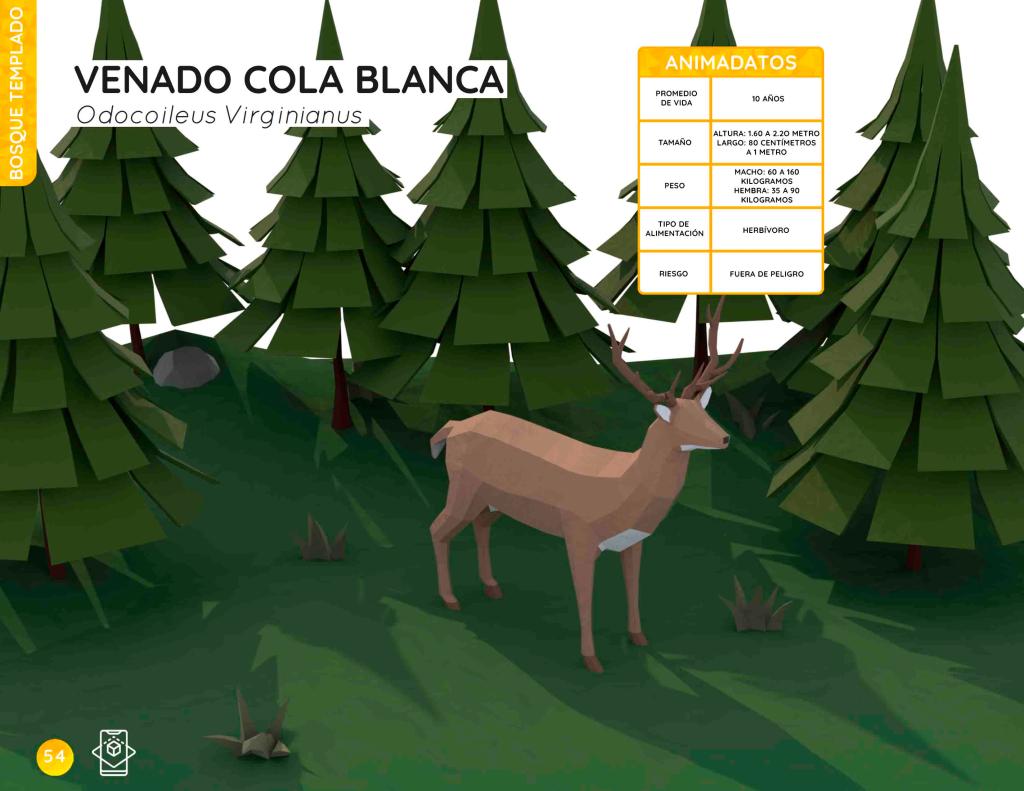 BOSQUE TEMPLADO
VENADO COLA BLANCA
Odocoileus Virginianus
ANIMADATOS
PROMEDIO
DE VIDA
10 AÑOS
TAMAÑO
ALTURA: 1.60 A 2.20 METRO
LARGO: 80 CENTÍMETROS
A 1 METRO
PESO
MACHO: 60 A 160
KILOGRAMOS
HEMBRA: 35 A 90
KILOGRAMOS
TIPO DE
ALIMENTACIÓN
HERBÍVORO
RIESGO
FUERA DE PELIGRO
54